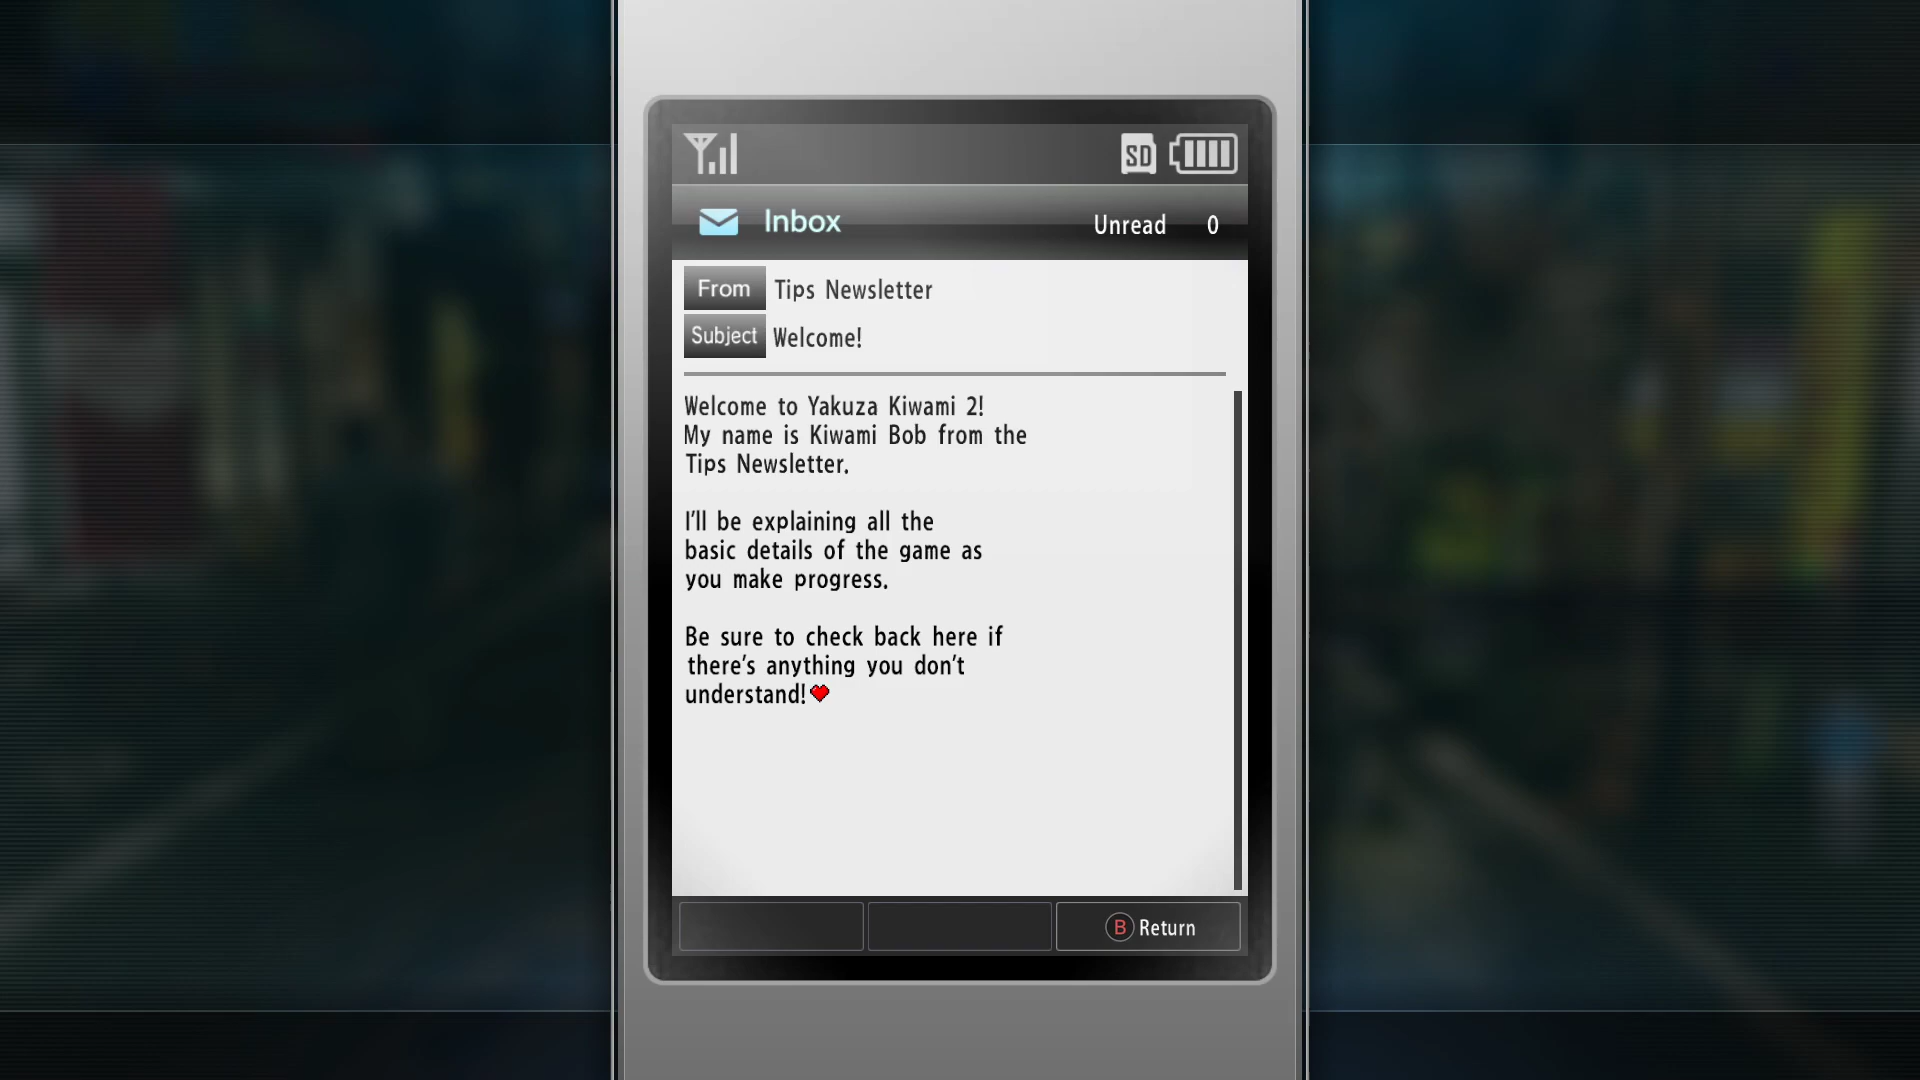 SD
Inbox
Unread 0
From Tips Newsletter
Subject Welcome!
Welcome to Yakuza Kiwami 2!
My name is Kiwami Bob from the
Tips Newsletter.
I'll be explaining all the
basic details of the game as
you make progress.
Be sure to check back here if
there's anything you don't
understand!
B Return